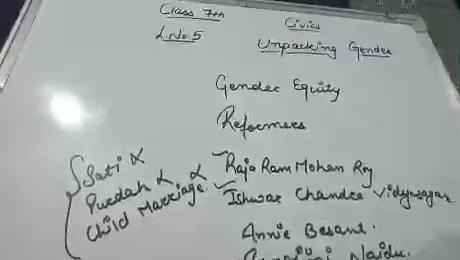 Class 7th
Civics
L.No.5
Unpacking Gender
Gender Equity
Reformers
Sati X
Purdah X
Child Marriage X
Raja Ram Mohan Roy
Ishwar Chandra Vidyasagar
Annie Besant.
Naidu.